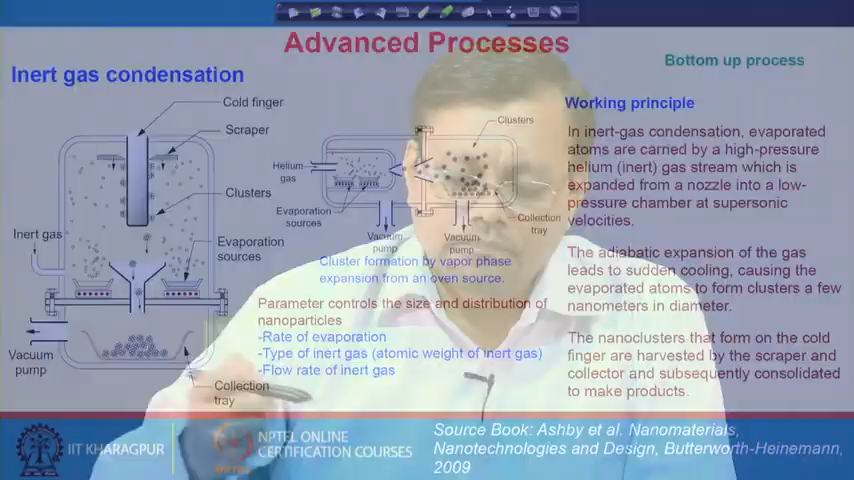 Advanced Processes
Bottom up process
Inert gas condensation
Cold finger
Scraper
Clusters
Inert gas
Evaporation
sources
Vacuum
pump
Collection
tray
Clusters
Helium
gas
Evaporation
sources
Vacuum
pump
Vacuum
pump
Collection
tray
Cluster formation by vapor phase
expansion from an oven source.
Parameter controls the size and distribution of
nanoparticles
-Rate of evaporation
-Type of inert gas (atomic weight of inert gas)
-Flow rate of inert gas
Working principle
In inert-gas condensation, evaporated
atoms are carried by a high-pressure
helium (inert) gas stream which is
expanded from a nozzle into a low-
pressure chamber at supersonic
velocities.
The adiabatic expansion of the gas
leads to sudden cooling, causing the
evaporated atoms to form clusters a few
nanometers in diameter.
The nanoclusters that form on the cold
finger are harvested by the scraper and
collector and subsequently consolidated
to make products.
IIT KHARAGPUR
NPTEL ONLINE
CERTIFICATION COURSES
Source Book: Ashby et al. Nanomaterials,
Nanotechnologies and Design, Butterworth-Heinemann,
2009